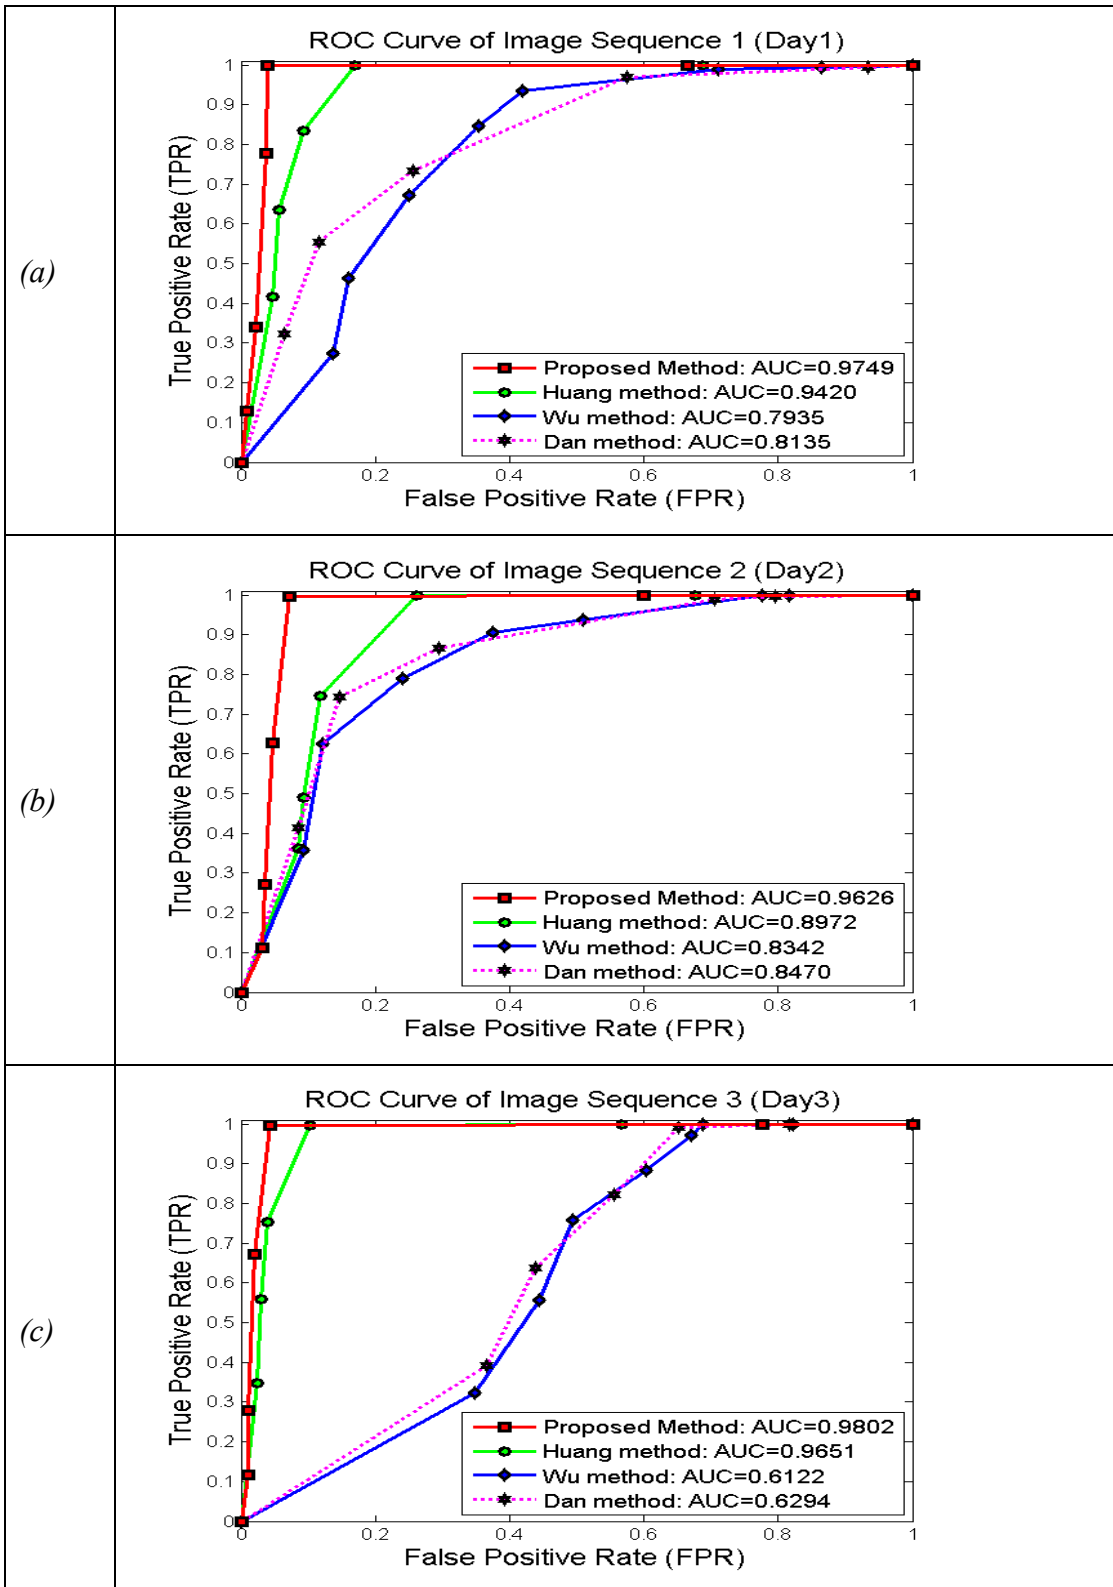 (a)
ROC Curve of Image Sequence 1 (Day1)
True Positive Rate (TPR)
1
0.9
0.8
0.7
0.6
0.5
0.4
0.3
0.2
0.1
0
0 0.2 0.4 0.6 0.8 1
False Positive Rate (FPR)
Proposed Method: AUC=0.9749
Huang method: AUC=0.9420
Wu method: AUC=0.7935
Dan method: AUC=0.8135
(b)
ROC Curve of Image Sequence 2 (Day2)
True Positive Rate (TPR)
1
0.9
0.8
0.7
0.6
0.5
0.4
0.3
0.2
0.1
0
0 0.2 0.4 0.6 0.8 1
False Positive Rate (FPR)
Proposed Method: AUC=0.9626
Huang method: AUC=0.8972
Wu method: AUC=0.8342
Dan method: AUC=0.8470
(c)
ROC Curve of Image Sequence 3 (Day3)
True Positive Rate (TPR)
1
0.9
0.8
0.7
0.6
0.5
0.4
0.3
0.2
0.1
0
0 0.2 0.4 0.6 0.8 1
False Positive Rate (FPR)
Proposed Method: AUC=0.9802
Huang method: AUC=0.9651
Wu method: AUC=0.6122
Dan method: AUC=0.6294